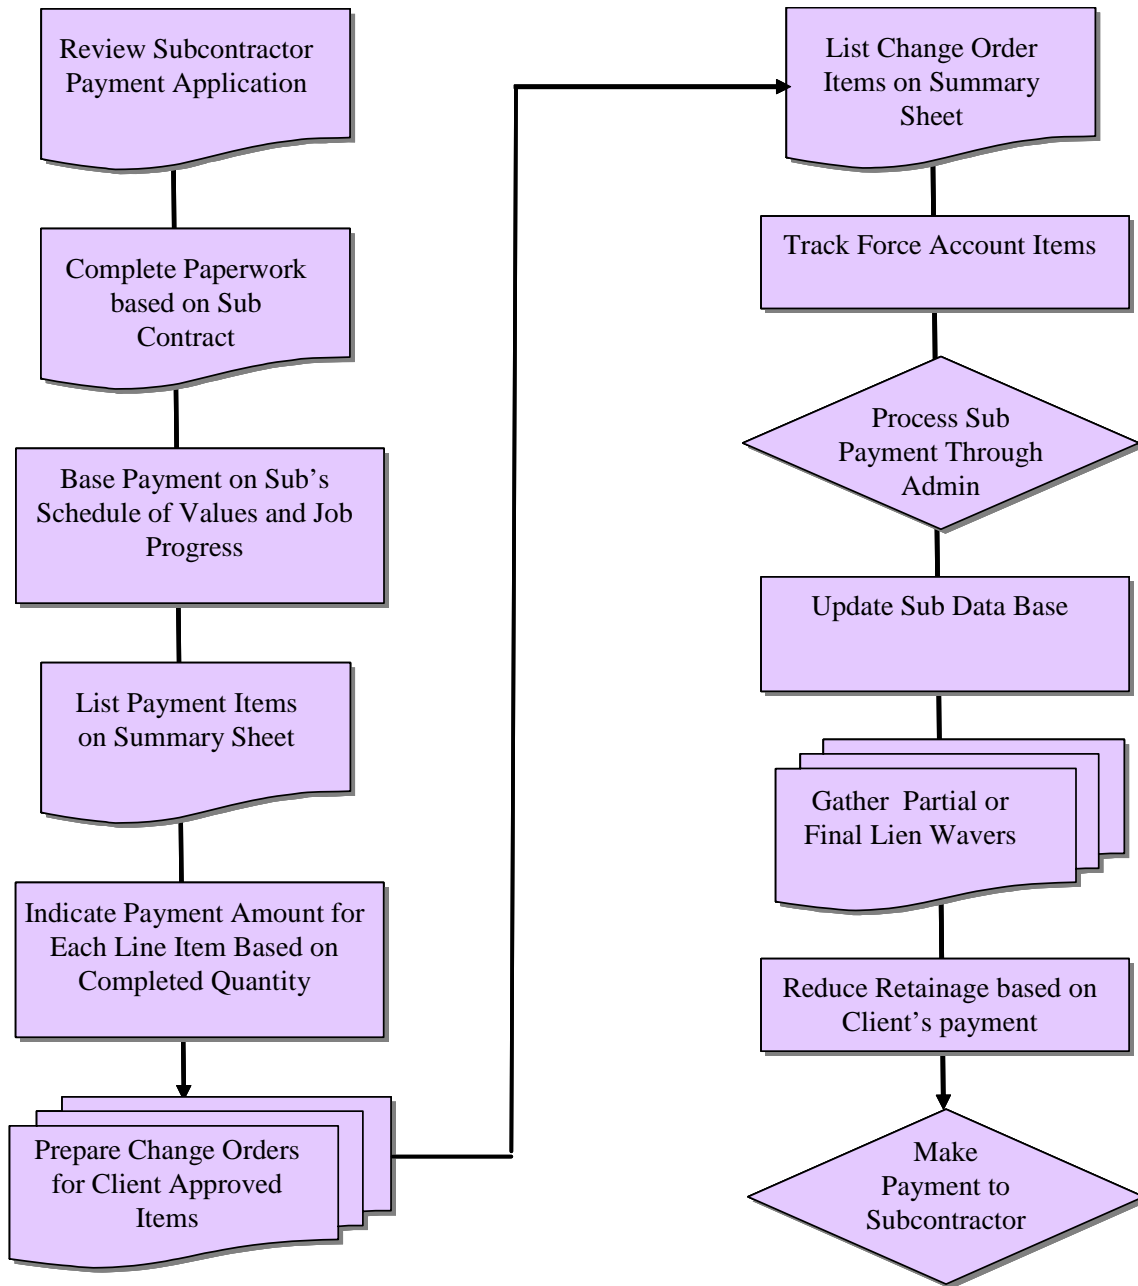 Review Subcontractor
Payment Application
Complete Paperwork
based on Sub
Contract
Base Payment on Sub’s
Schedule of Values and Job
Progress
List Payment Items
on Summary Sheet
Indicate Payment Amount for
Each Line Item Based on
Completed Quantity
Prepare Change Orders
for Client Approved
Items
List Change Order
Items on Summary
Sheet
Track Force Account Items
Process Sub
Payment Through
Admin
Update Sub Data Base
Gather  Partial or
Final Lien Wavers
Reduce Retainage based on
Client’s payment
Make
Payment to
Subcontractor